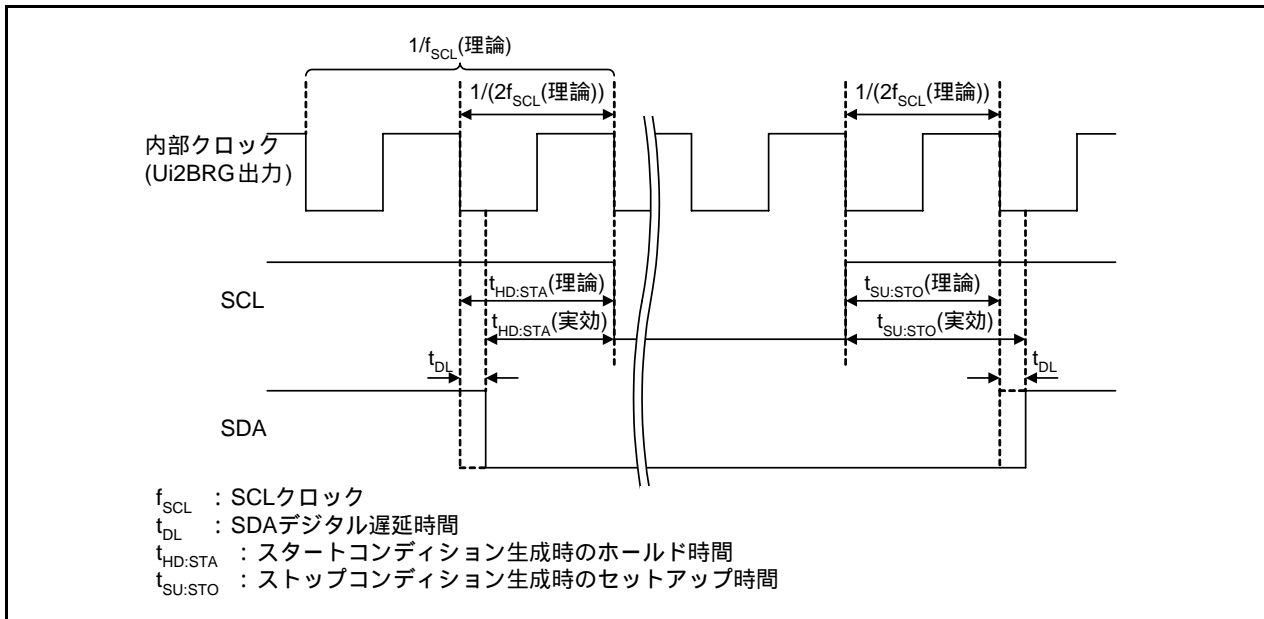 1/fSCL(理論)
1/(2fSCL(理論))
1/(2fSCL(理論))
内部クロック
(Ui2BRG出力)
SCL
tHD:STA(理論)
tSU:STO(理論)
tHD:STA(実効)
tSU:STO(実効)
tDL
tDL
SDA
fSCL : SCLクロック
tDL : SDAデジタル遅延時間
tHD:STA : スタートコンディション生成時のホールド時間
tSU:STO : ストップコンディション生成時のセットアップ時間